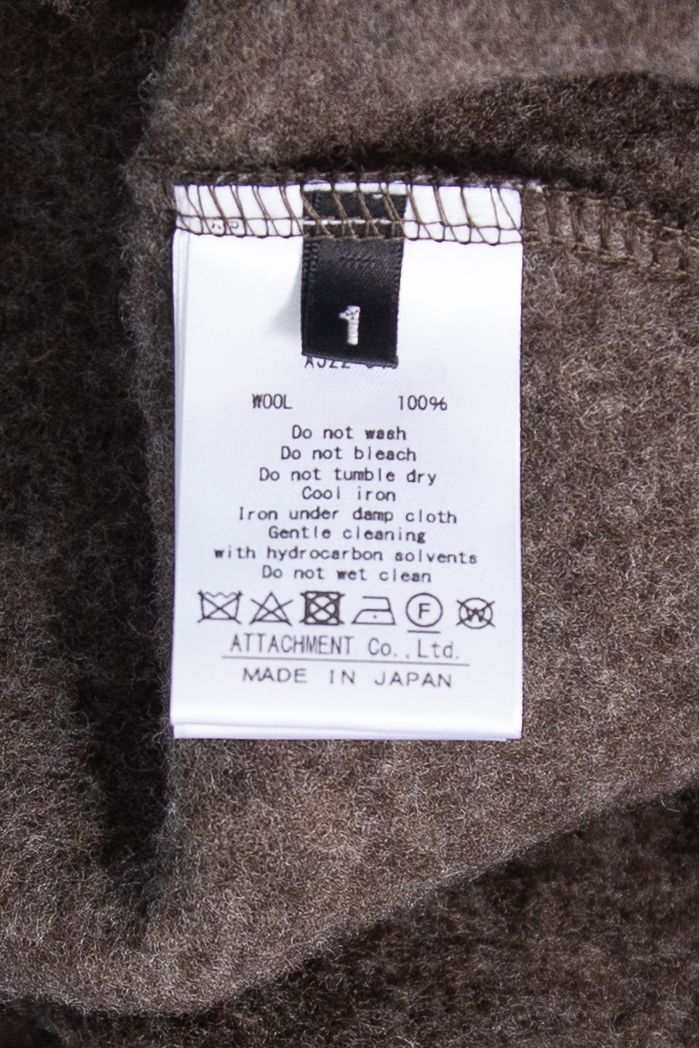 1
WOOL 100%
Do not wash
Do not bleach
Do not tumble dry
Cool iron
Iron under damp cloth
Gentle cleaning
with hydrocarbon solvents
Do not wet clean
F W
ATTACHMENT Co.,Ltd.
MADE IN JAPAN